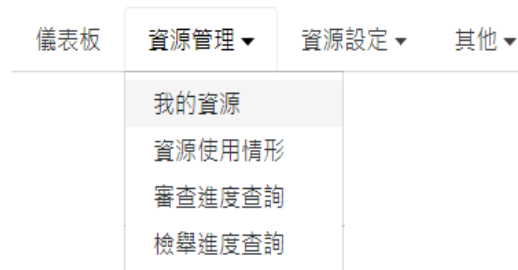 儀表板 資源管理▾ 資源設定▾ 其他▾
我的資源
資源使用情形
審查進度查詢
檢舉進度查詢